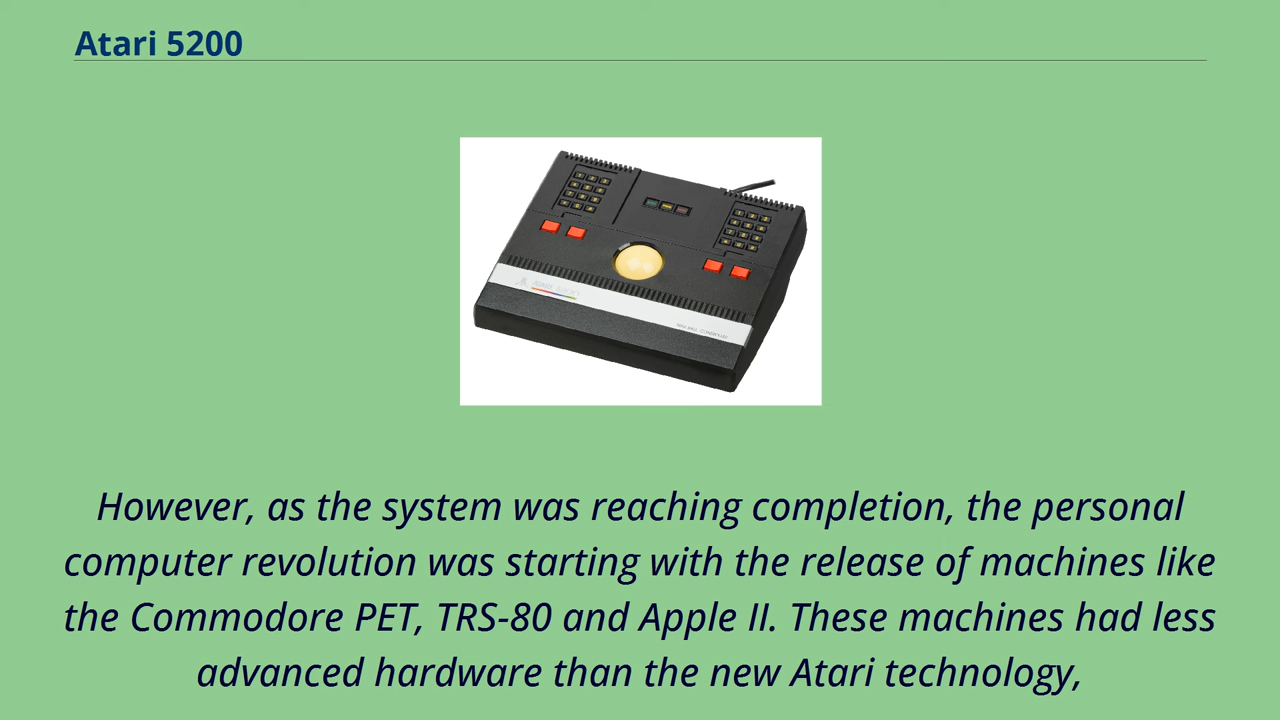 Atari 5200
However, as the system was reaching completion, the personal
computer revolution was starting with the release of machines like
the Commodore PET, TRS-80 and Apple II. These machines had less
advanced hardware than the new Atari technology,